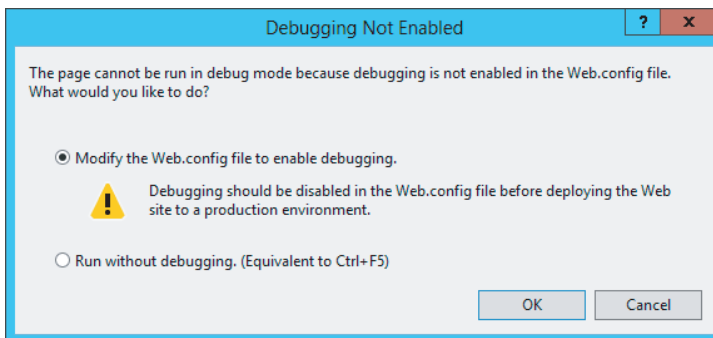 Debugging Not Enabled
?
x
The page cannot be run in debug mode because debugging is not enabled in the Web.config file.
What would you like to do?
Modify the Web.config file to enable debugging.
Debugging should be disabled in the Web.config file before deploying the Web
site to a production environment.
Run without debugging. (Equivalent to Ctrl+F5)
OK
Cancel